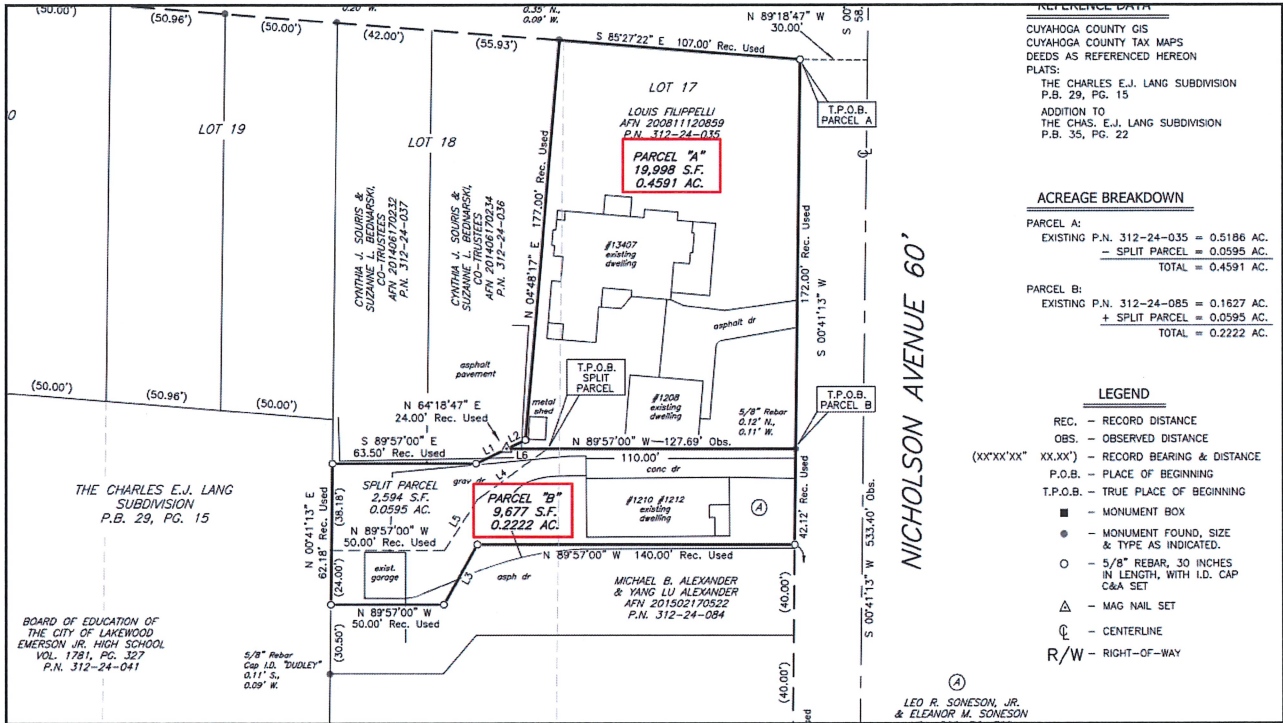 (50.00')
(50.96')
(50.00')
0.20' W.
(42.00')
0.35' N.,
0.09' W.
(55.93')
S 85°27'22" E 107.00' Rec. Used
N 89°18'47" W
30.00'
S 00°
58.
LOT 17
LOUIS FILIPPELLI
AFN 200811120859
P.N. 312-24-035
PARCEL "A"
19,998 S.F.
0.4591 AC.
T.P.O.B.
PARCEL A
LOT 19
LOT 18
CYNTHIA J. SOURIS &
SUZANNE L. BEDNARSKI,
CO-TRUSTEES
AFN 201406170232
P.N. 312-24-037
CYNTHIA J. SOURIS &
SUZANNE L. BEDNARSKI,
CO-TRUSTEES
AFN 201406170234
P.N. 312-24-036
N 04°48'17" E 177.00' Rec. Used
#13407
existing
dwelling
172.00' Rec. Used
S 00°41'13" W
NICHOLSON AVENUE 60'
asphalt dr
asphalt
pavement
T.P.O.B.
SPLIT
PARCEL
metal
shed
#1208
existing
dwelling
T.P.O.B.
PARCEL B
5/8" Rebar
0.12' N.,
0.11' W.
(50.00')
(50.96')
(50.00')
N 64°18'47" E
24.00' Rec. Used
S 89°57'00" E
63.50' Rec. Used
L1
L2
L6
N 89°57'00" W—127.69' Obs.
110.00'
conc dr
grav dr
L4
L5
L3
SPLIT PARCEL
2,594 S.F.
0.0595 AC.
PARCEL "B"
9,677 S.F.
0.2222 AC.
#1210 #1212
existing
dwelling
A
42.12' Rec. Used
533.40' Obs.
S 00°41'13" W
THE CHARLES E.J. LANG
SUBDIVISION
P.B. 29, PG. 15
N 00°41'13" E
62.18' Rec. Used
(38.18')
(24.00')
N 89°57'00" W
50.00' Rec. Used
exist.
garage
N 89°57'00" W 140.00' Rec. Used
asph dr
N 89°57'00" W
50.00' Rec. Used
MICHAEL B. ALEXANDER
& YANG LU ALEXANDER
AFN 201502170522
P.N. 312-24-084
(40.00')
(30.50')
BOARD OF EDUCATION OF
THE CITY OF LAKEWOOD
EMERSON JR. HIGH SCHOOL
VOL. 1781, PG. 327
P.N. 312-24-041
5/8" Rebar
Cap I.D. "DUDLEY"
0.11' S.,
0.09' W.
(40.00')
A
LEO R. SONESON, JR.
& ELEANOR M. SONESON
REFERENCE DATA
CUYAHOGA COUNTY GIS
CUYAHOGA COUNTY TAX MAPS
DEEDS AS REFERENCED HEREON
PLATS:
THE CHARLES E.J. LANG SUBDIVISION
P.B. 29, PG. 15
ADDITION TO
THE CHAS. E.J. LANG SUBDIVISION
P.B. 35, PG. 22
ACREAGE BREAKDOWN
PARCEL A:
EXISTING P.N. 312-24-035 = 0.5186 AC.
- SPLIT PARCEL = 0.0595 AC.
TOTAL = 0.4591 AC.
PARCEL B:
EXISTING P.N. 312-24-085 = 0.1627 AC.
+ SPLIT PARCEL = 0.0595 AC.
TOTAL = 0.2222 AC.
LEGEND
REC. - RECORD DISTANCE
OBS. - OBSERVED DISTANCE
(XX°XX'XX" XX.XX') - RECORD BEARING & DISTANCE
P.O.B. - PLACE OF BEGINNING
T.P.O.B. - TRUE PLACE OF BEGINNING
- MONUMENT BOX
- MONUMENT FOUND, SIZE
& TYPE AS INDICATED.
- 5/8" REBAR, 30 INCHES
IN LENGTH, WITH I.D. CAP
C&A SET
- MAG NAIL SET
- CENTERLINE
R/W - RIGHT-OF-WAY